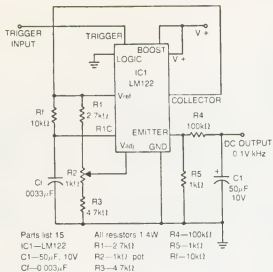 TRIGGER
INPUT
TRIGGER
BOOST
V+
LOGIC
V+
IC1
LM122
COLLECTOR
Rf
10kΩ
R1
2.7kΩ
Vref
R1C
EMITTER
R4
100kΩ
DC OUTPUT
0.1V kHz
R2
1kΩ
Vadj
GND
Cf
.0033µF
R5
1kΩ
+
C1
50µF
10V
R3
4.7kΩ
Parts list 15
IC1—LM122
C1—50µF, 10V
Cf—0.003µF
All resistors 1 4W
R1—2.7kΩ
R2—1kΩ pot
R3—4.7kΩ
R4—100kΩ
R5—1kΩ
Rf—10kΩ